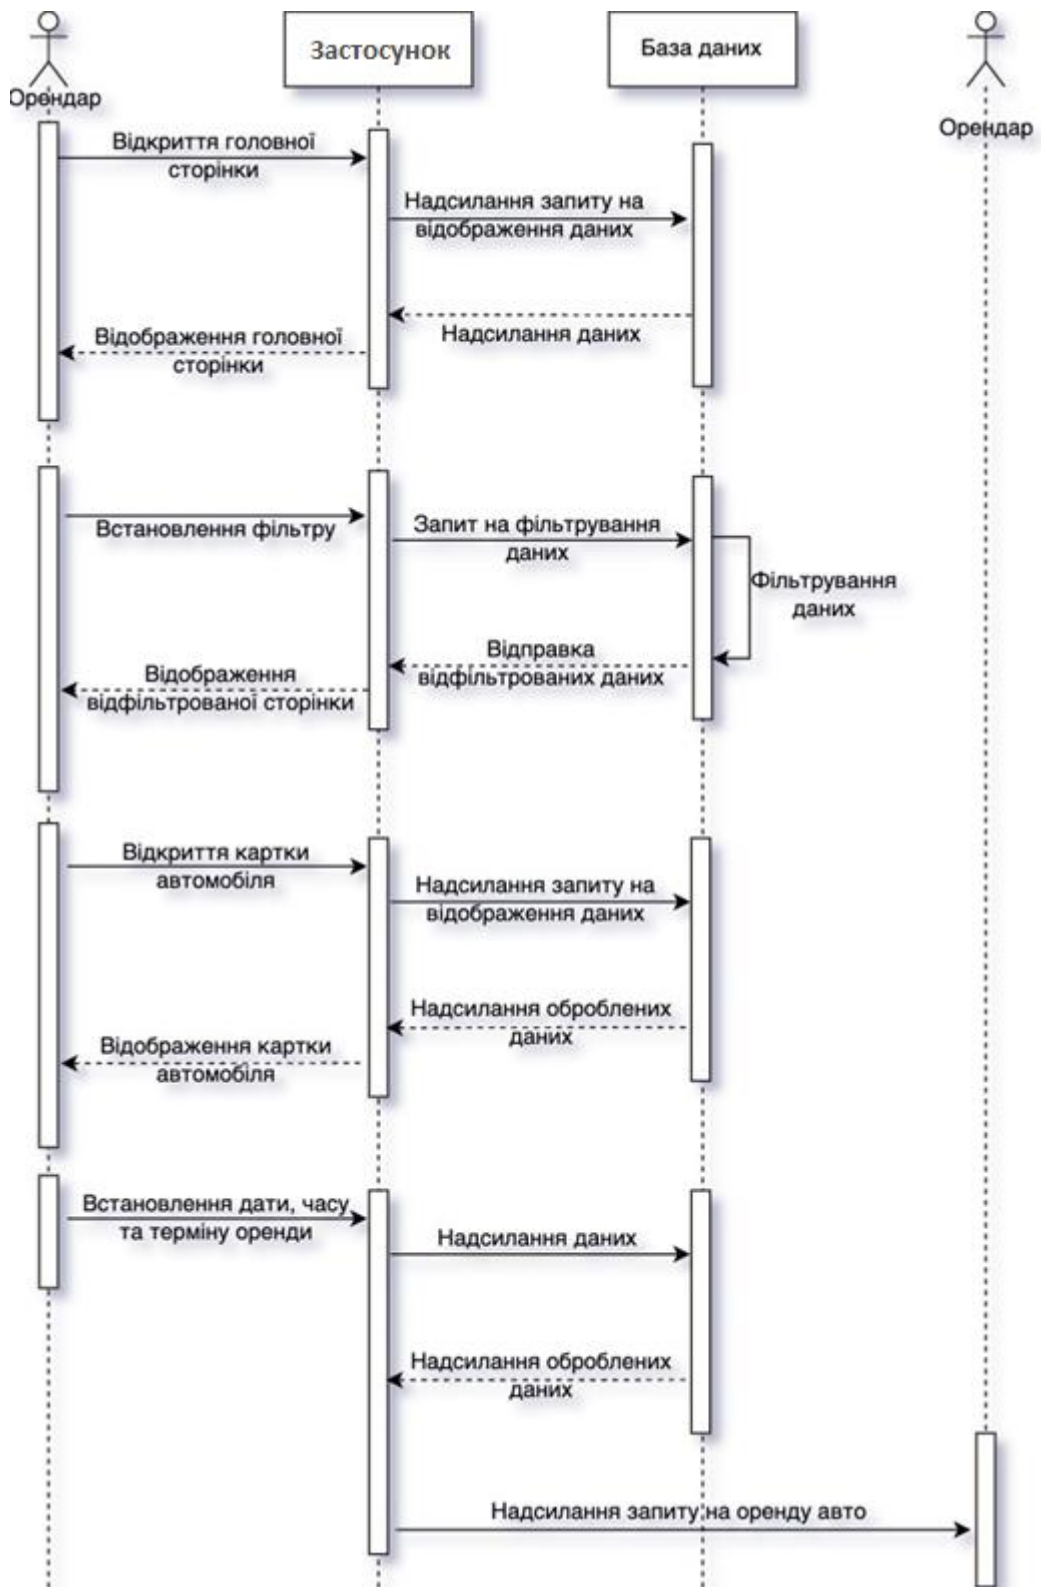 Орендар
Застосунок
База даних
Орендар
Відкриття головної
сторінки
Надсилання запиту на
відображення даних
Надсилання даних
Відображення головної
сторінки
Встановлення фільтру
Запит на фільтрування
даних
Фільтрування
даних
Відправка
відфільтрованих даних
Відображення
відфільтрованої сторінки
Відкриття картки
автомобіля
Надсилання запиту на
відображення даних
Надсилання оброблених
даних
Відображення картки
автомобіля
Встановлення дати, часу
та терміну оренди
Надсилання даних
Надсилання оброблених
даних
Надсилання запиту на оренду авто